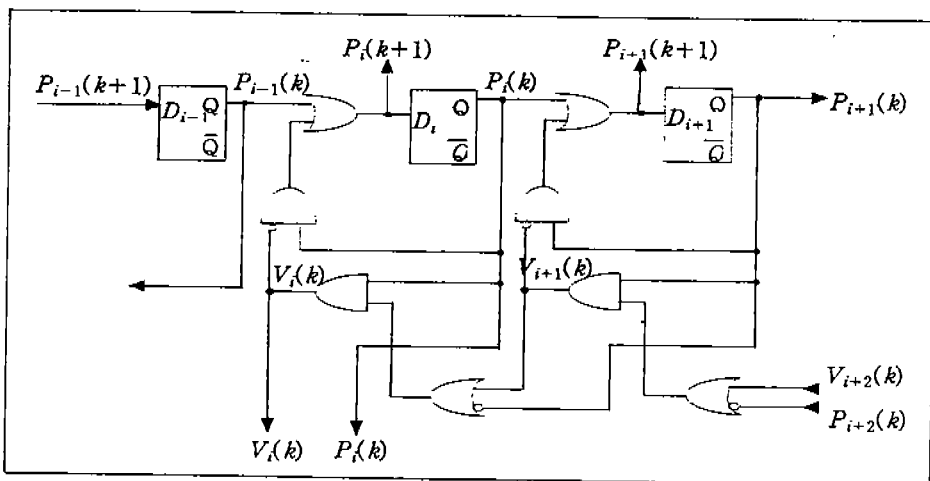 P_i(k+1)
P_{i+1}(k+1)
P_{i-1}(k+1)
P_{i-1}(k)
P_i(k)
P_{i+1}(k)
D_{i-1}
Q
Q̅
D_i
Q
Q̅
D_{i+1}
Q
Q̅
V_i(k)
V_{i+1}(k)
V_{i+2}(k)
P_{i+2}(k)
V_i(k)
P_i(k)